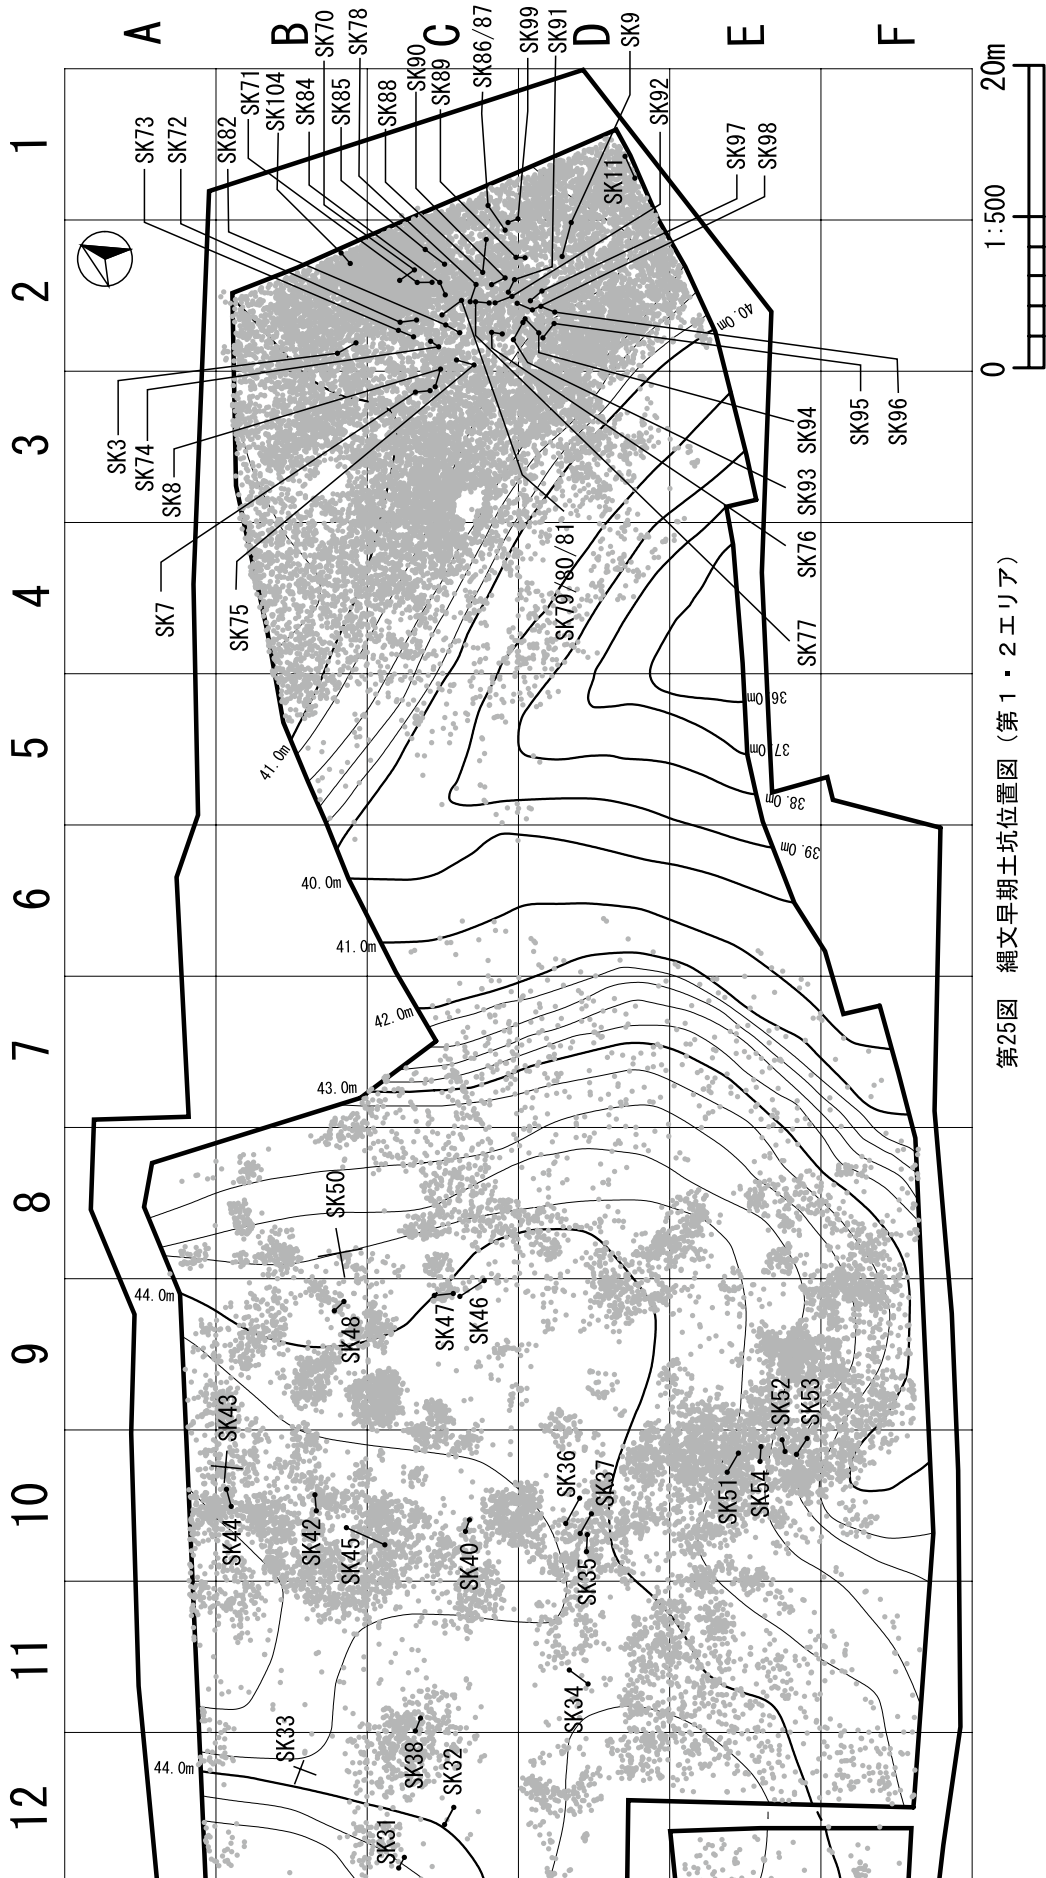 A
B
C
D
E
F
1
2
3
4
5
6
7
8
9
10
11
12
SK73
SK72
SK82
SK71
SK104
SK84
SK70
SK85
SK78
SK88
SK90
SK89
SK86/87
SK99
SK91
SK9
SK92
SK97
SK98
SK11
SK3
SK74
SK8
SK7
SK75
SK79/80/81
SK94
SK93
SK76
SK77
SK95
SK96
40.0m
41.0m
36.0m
37.0m
38.0m
39.0m
40.0m
41.0m
42.0m
43.0m
44.0m
44.0m
SK50
SK48
SK47
SK46
SK43
SK44
SK42
SK45
SK40
SK36
SK37
SK35
SK52
SK53
SK51
SK54
SK34
SK33
SK38
SK32
SK31
0
1:500
20m
第25図 縄文早期土坑位置図（第１・２エリア）